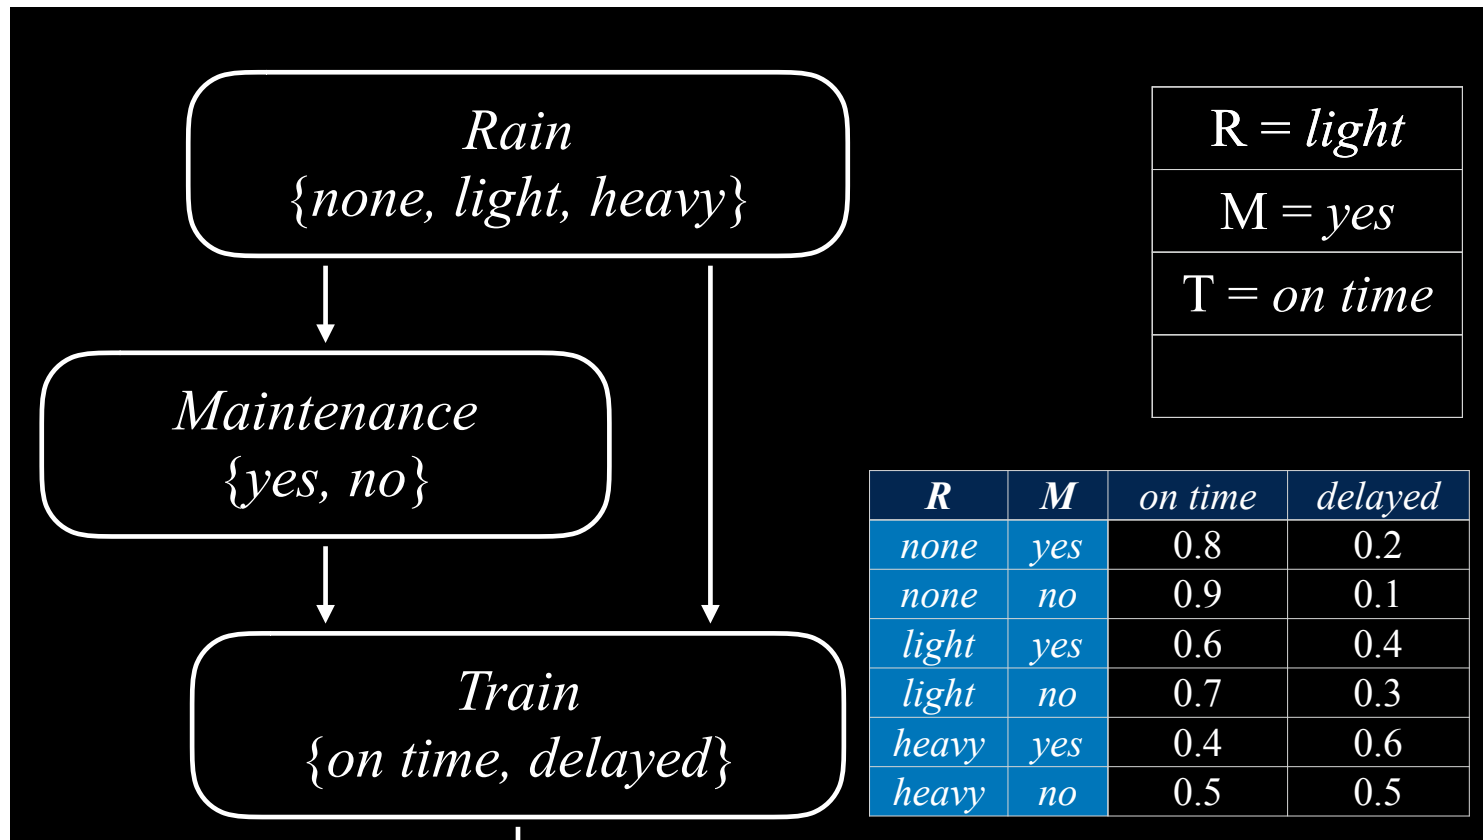 Rain
{none, light, heavy}
Maintenance
{yes, no}
Train
{on time, delayed}
R = light
M = yes
T = on time
R M on time delayed
none yes 0.8 0.2
none no 0.9 0.1
light yes 0.6 0.4
light no 0.7 0.3
heavy yes 0.4 0.6
heavy no 0.5 0.5